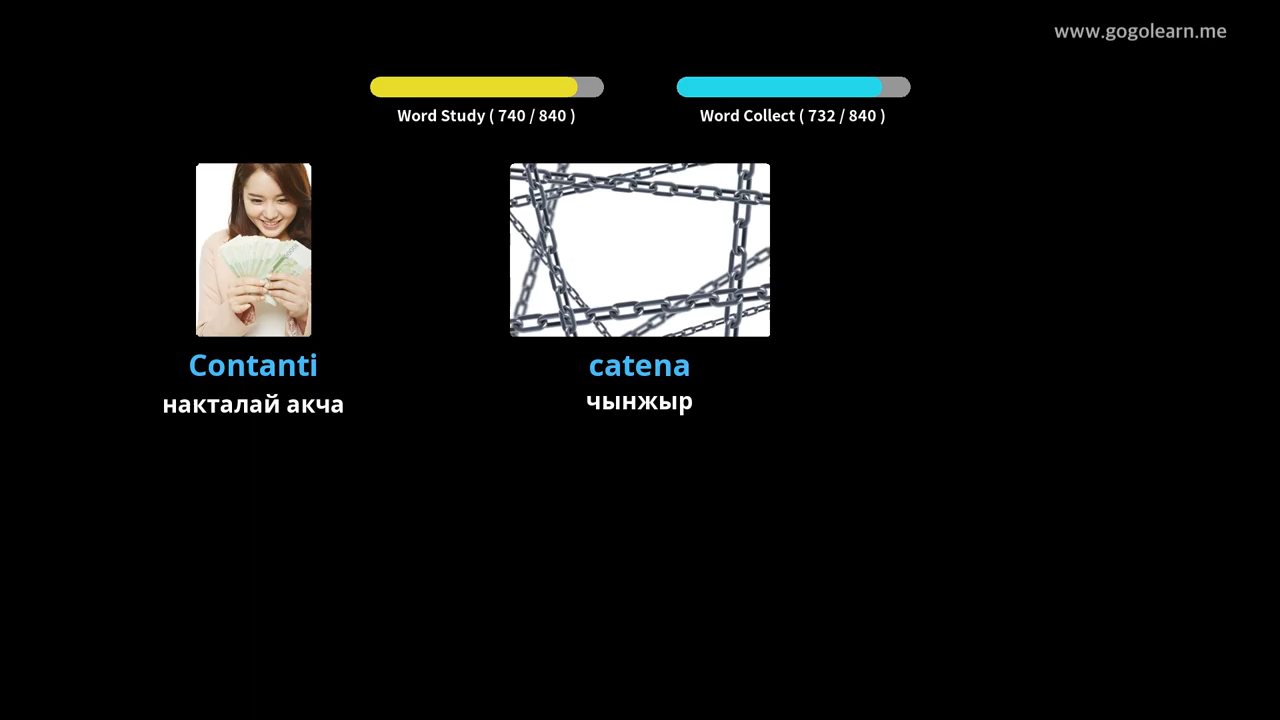 www.gogolearn.me
Word Study ( 740 / 840 )
Word Collect ( 732 / 840 )
Contanti
накталай акча
catena
чынжыр